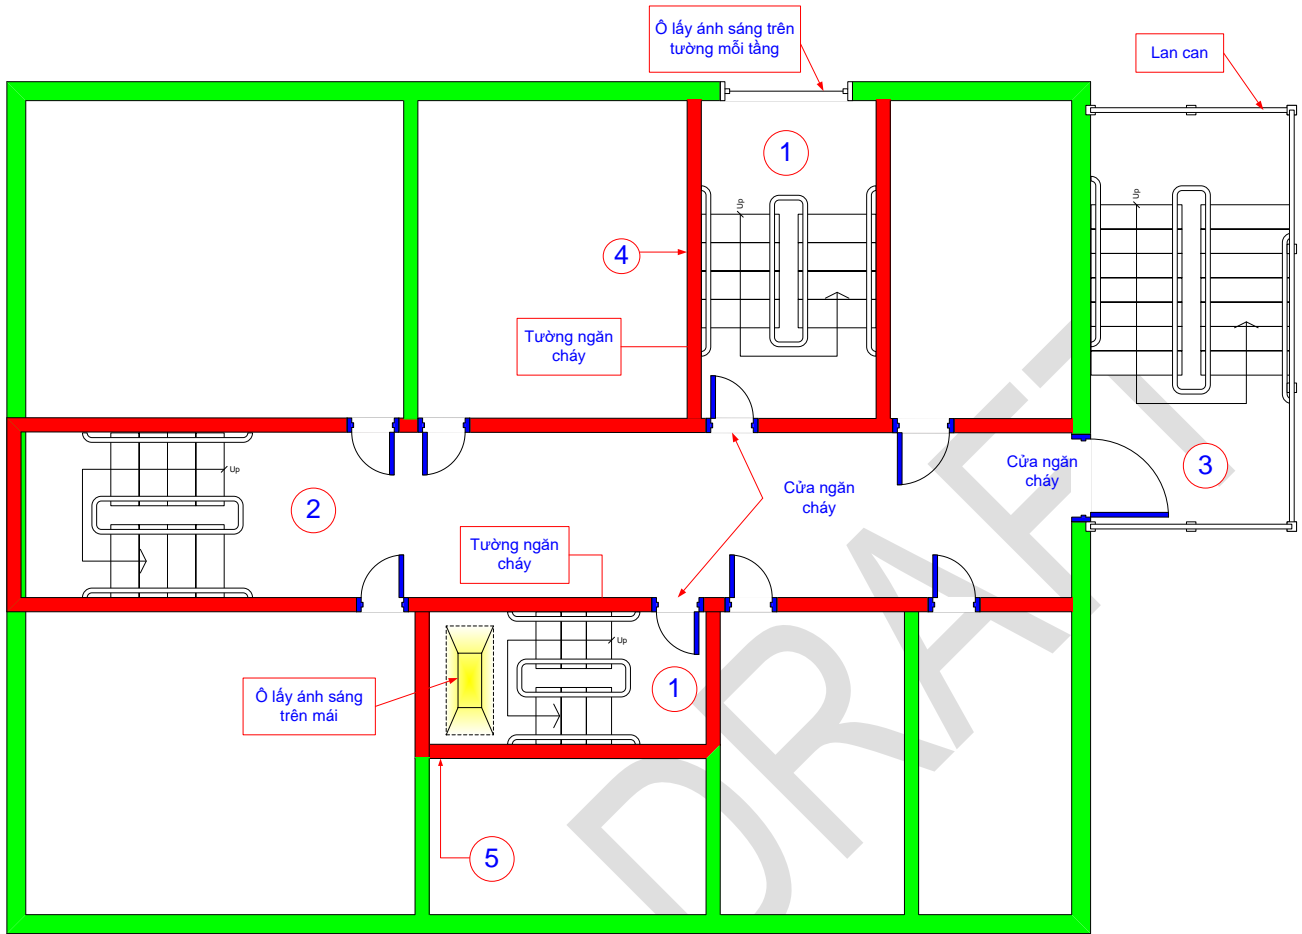 Ô lấy ánh sáng trên
tường mỗi tầng
Lan can
1
Up
Up
4
Tường ngăn
cháy
Cửa ngăn
cháy
3
Up
2
Cửa ngăn
cháy
Tường ngăn
cháy
Up
1
Ô lấy ánh sáng
trên mái
5
DRAFT